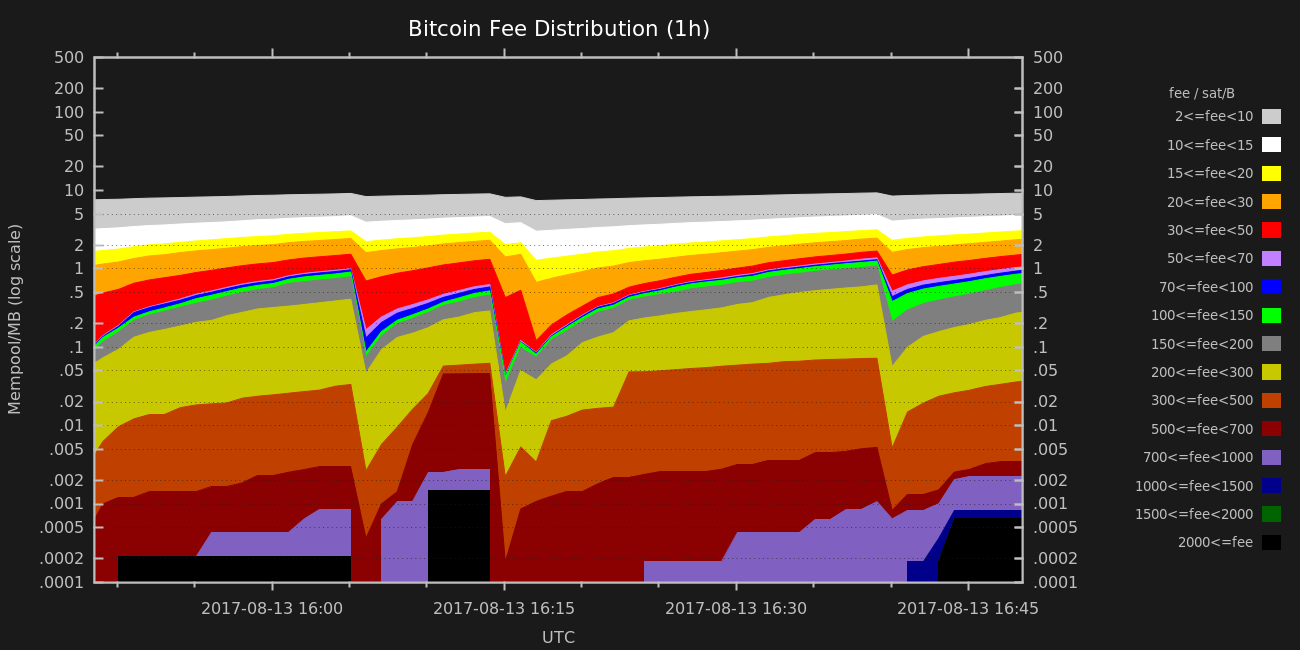 Bitcoin Fee Distribution (1h)
500 500
200 200
100 100
50 50
20 20
10 10
5 5
2 2
1 1
.5 .5
.2 .2
.1 .1
.05 .05
.02 .02
.01 .01
.005 .005
.002 .002
.001 .001
.0005 .0005
.0002 .0002
.0001 .0001
Mempool/MB (log scale)
2017-08-13 16:00 2017-08-13 16:15 2017-08-13 16:30 2017-08-13 16:45
UTC
fee / sat/B
2<=fee<10
10<=fee<15
15<=fee<20
20<=fee<30
30<=fee<50
50<=fee<70
70<=fee<100
100<=fee<150
150<=fee<200
200<=fee<300
300<=fee<500
500<=fee<700
700<=fee<1000
1000<=fee<1500
1500<=fee<2000
2000<=fee